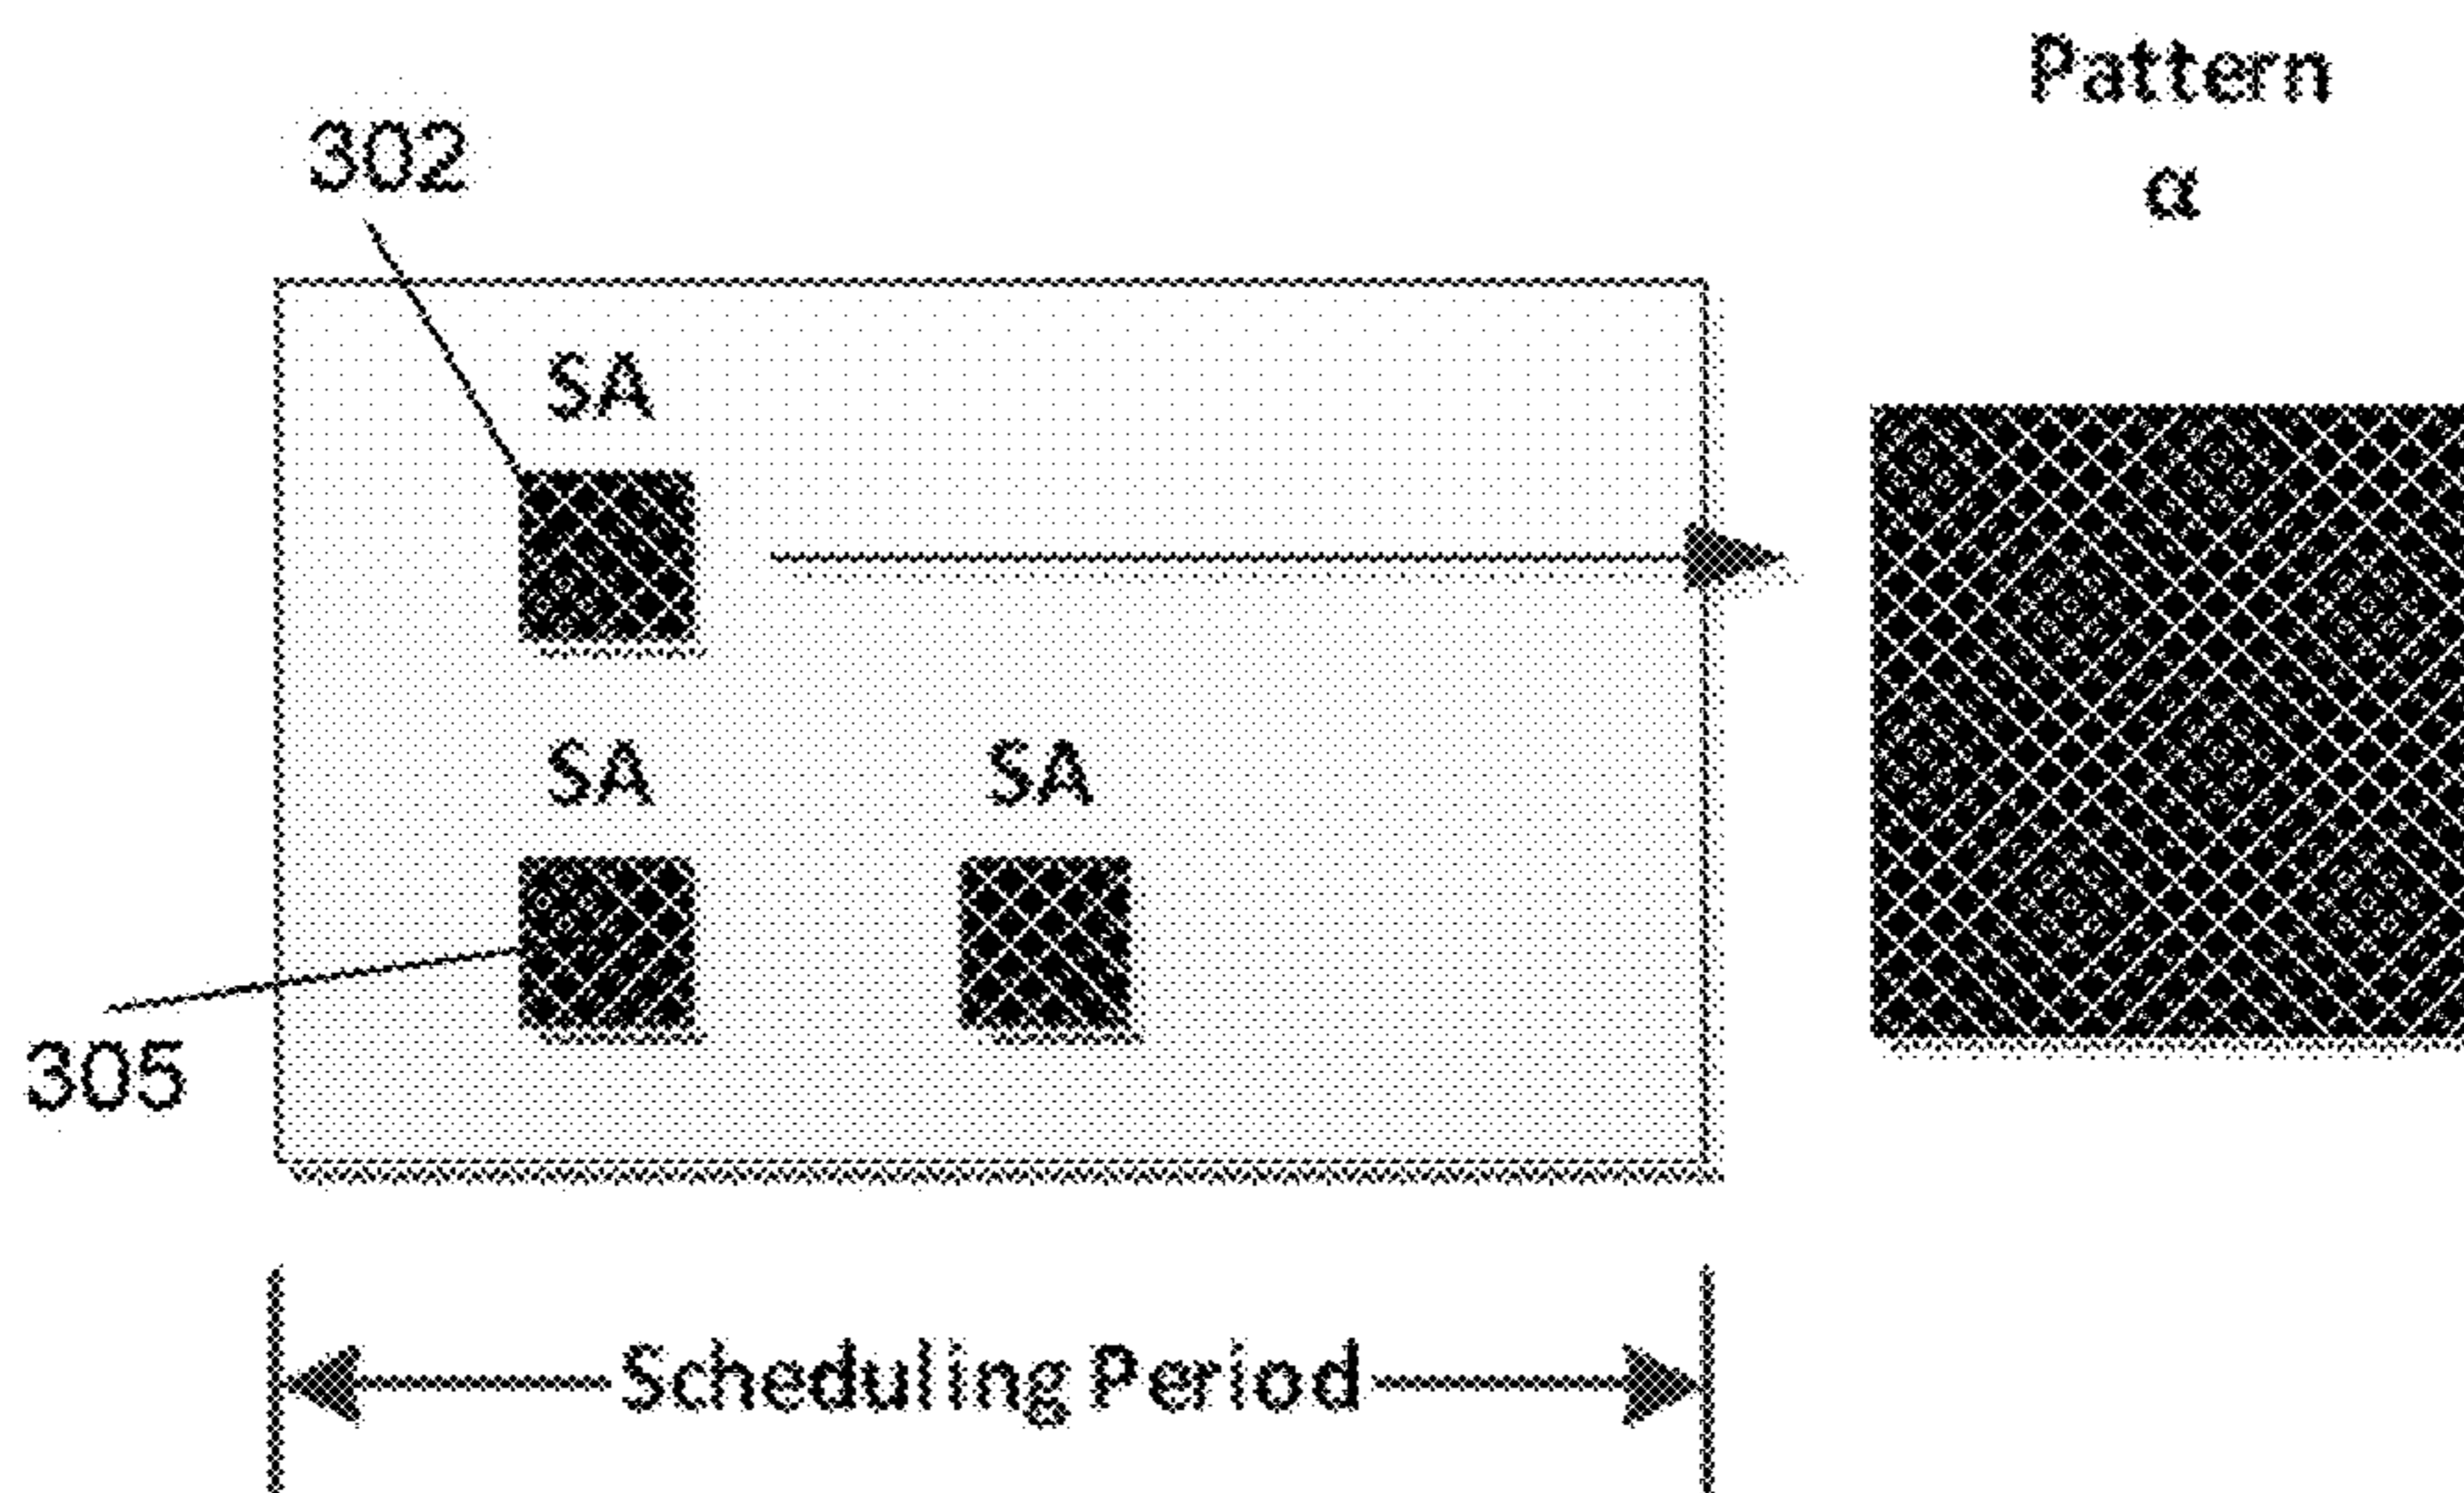 Pattern
α
302
SA
SA SA
305
Scheduling Period